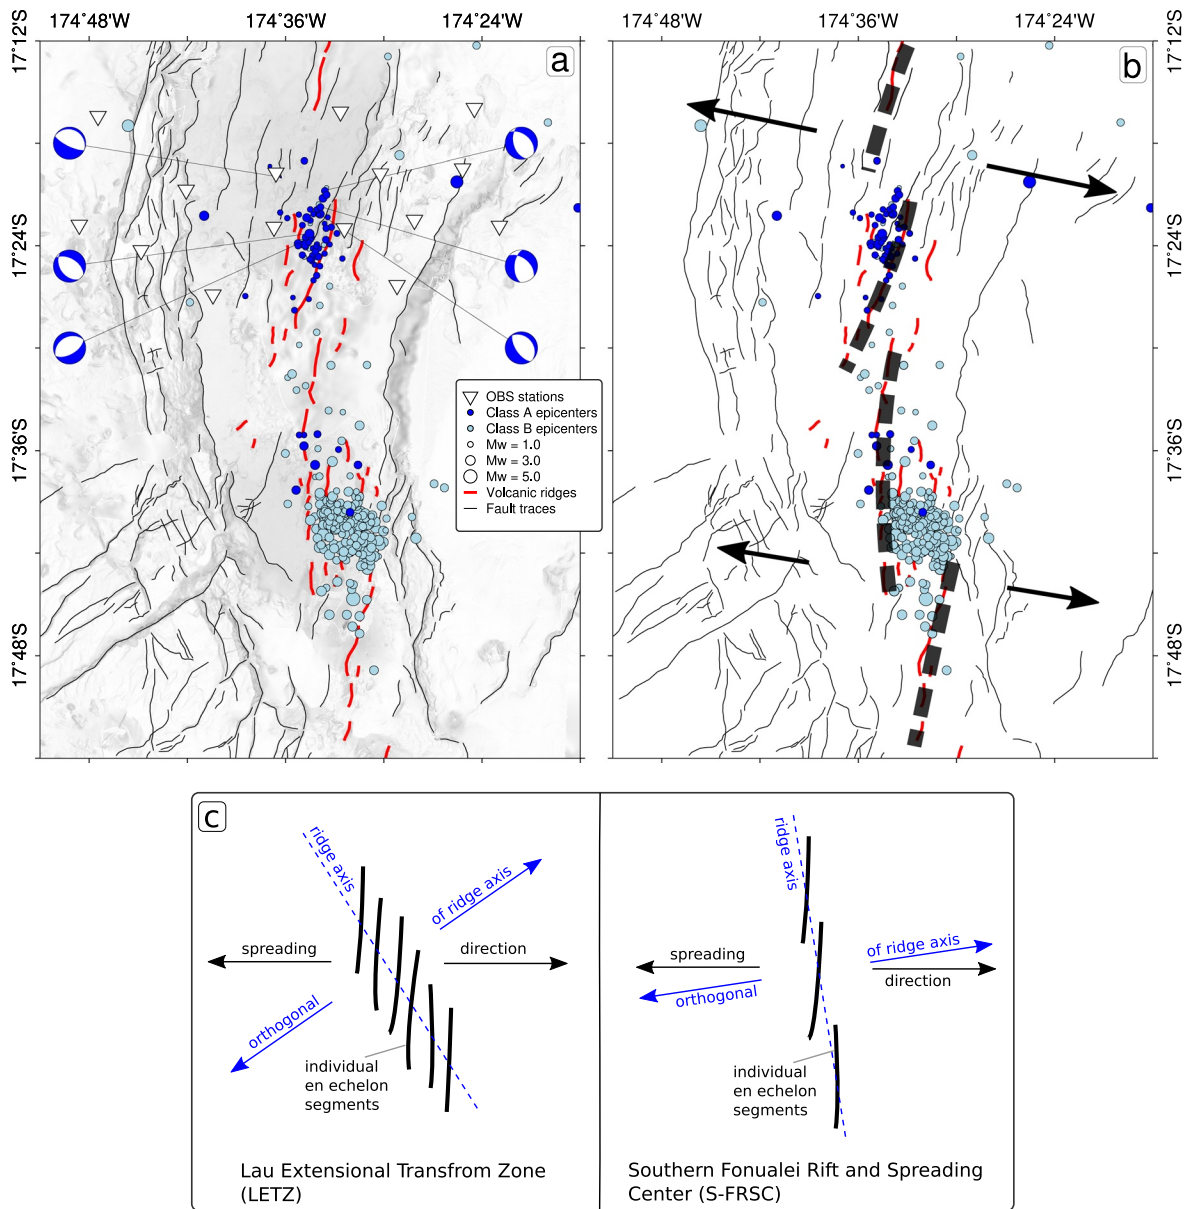 174°48'W 174°36'W 174°24'W 174°48'W 174°36'W 174°24'W
17°12'S
17°24'S
17°36'S
17°48'S
a
OBS stations
Class A epicenters
Class B epicenters
Mw = 1.0
Mw = 3.0
Mw = 5.0
Volcanic ridges
Fault traces
b
17°12'S
17°24'S
17°36'S
17°48'S
c
ridge axis
of ridge axis
spreading
direction
orthogonal
individual
en echelon
segments
Lau Extensional Transfrom Zone
(LETZ)
ridge axis
of ridge axis
spreading
direction
orthogonal
individual
en echelon
segments
Southern Fonualei Rift and Spreading
Center (S-FRSC)